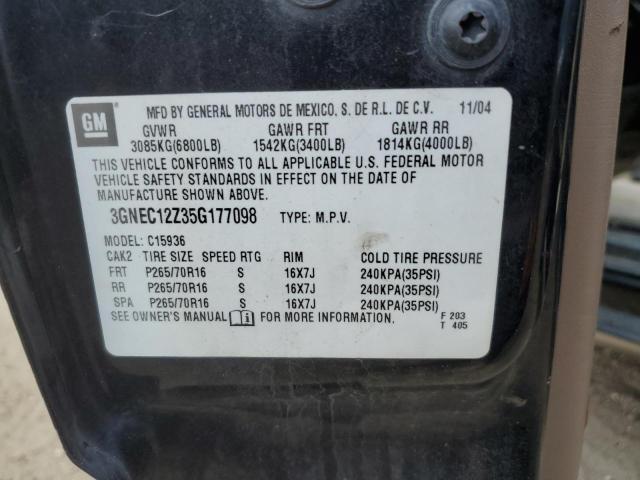 GM
MFD BY GENERAL MOTORS DE MEXICO, S. DE R.L. DE C.V. 11/04
GVWR GAWR FRT GAWR RR
3085KG(6800LB) 1542KG(3400LB) 1814KG(4000LB)
THIS VEHICLE CONFORMS TO ALL APPLICABLE U.S. FEDERAL MOTOR
VEHICLE SAFETY STANDARDS IN EFFECT ON THE DATE OF
MANUFACTURE SHOWN ABOVE.
3GNEC12Z35G177098 TYPE: M.P.V.
MODEL: C15936
CAK2 TIRE SIZE SPEED RTG RIM COLD TIRE PRESSURE
FRT P265/70R16 S 16X7J 240KPA(35PSI)
RR P265/70R16 S 16X7J 240KPA(35PSI)
SPA P265/70R16 S 16X7J 240KPA(35PSI)
SEE OWNER'S MANUAL i FOR MORE INFORMATION. F 203
T 405